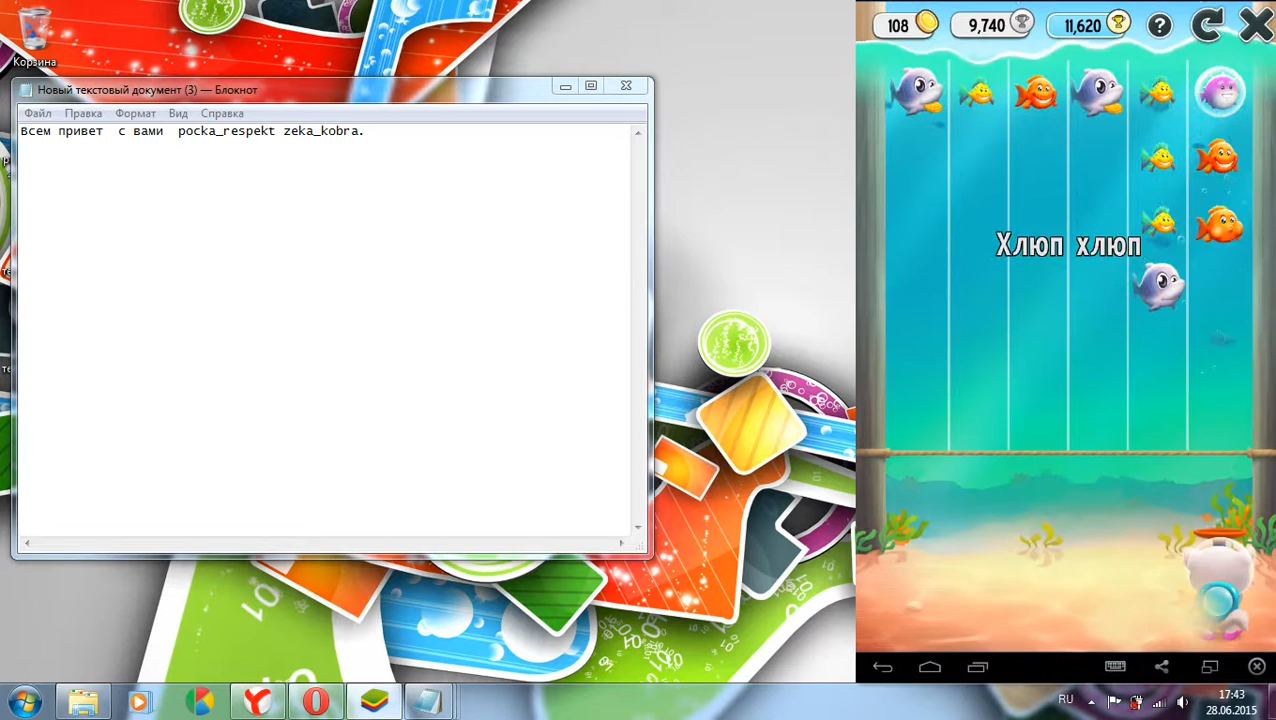 Корзина
Новый текстовый документ (3) — Блокнот
Файл Правка Формат Вид Справка
Всем привет с вами pocka_respekt zeka_kobra.
108 9,740 11,620 ?
Хлюп хлюп
RU 17:43
28.06.2015